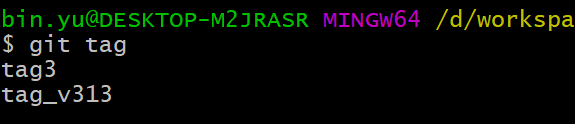 bin.yu@DESKTOP-M2JRASR MINGW64 /d/workspa
$ git tag
tag3
tag_v313